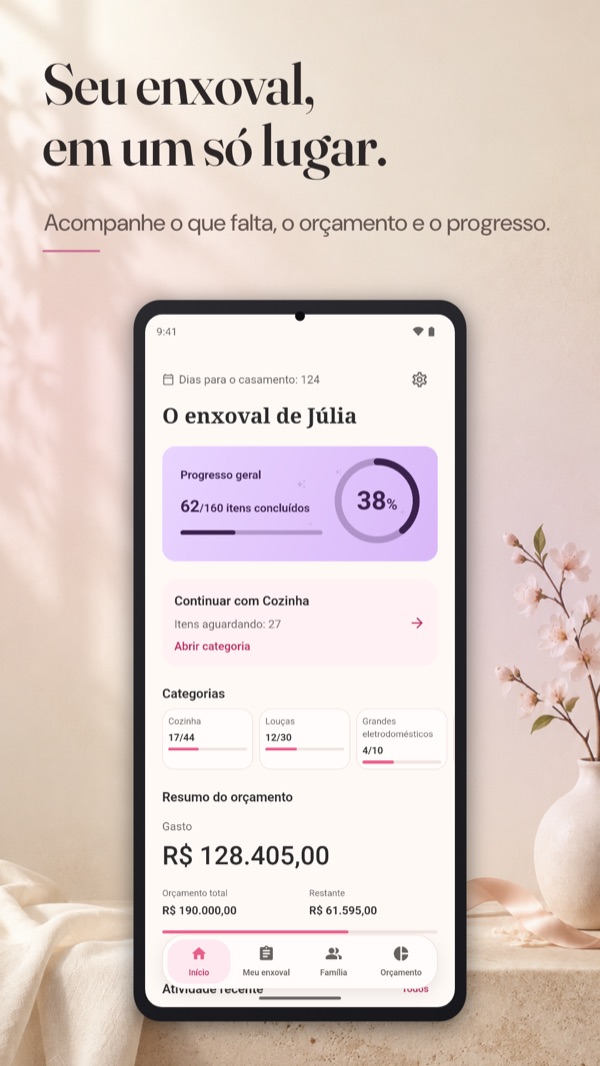 Seu enxoval,
em um só lugar.
Acompanhe o que falta, o orçamento e o progresso.
9:41
Dias para o casamento: 124
O enxoval de Júlia
Progresso geral
62/160 itens concluídos
38%
Continuar com Cozinha
Itens aguardando: 27
Abrir categoria
Categorias
Cozinha
17/44
Louças
12/30
Grandes
eletrodomésticos
4/10
Resumo do orçamento
Gasto
R$ 128.405,00
Orçamento total
R$ 190.000,00
Restante
R$ 61.595,00
Início
Meu enxoval
Família
Orçamento
Atividade recente
Todos